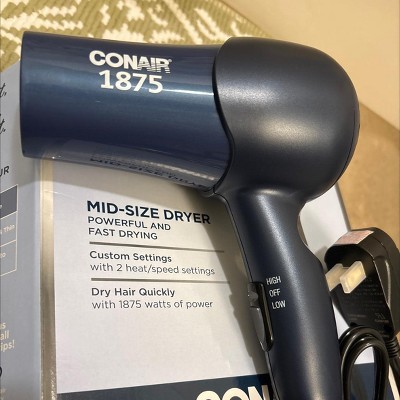 CONAIR
1875
MID-SIZE DRYER
POWERFUL AND
FAST DRYING
Custom Settings
with 2 heat/speed settings
Dry Hair Quickly
with 1875 watts of power
HIGH
OFF
LOW
CONAIR